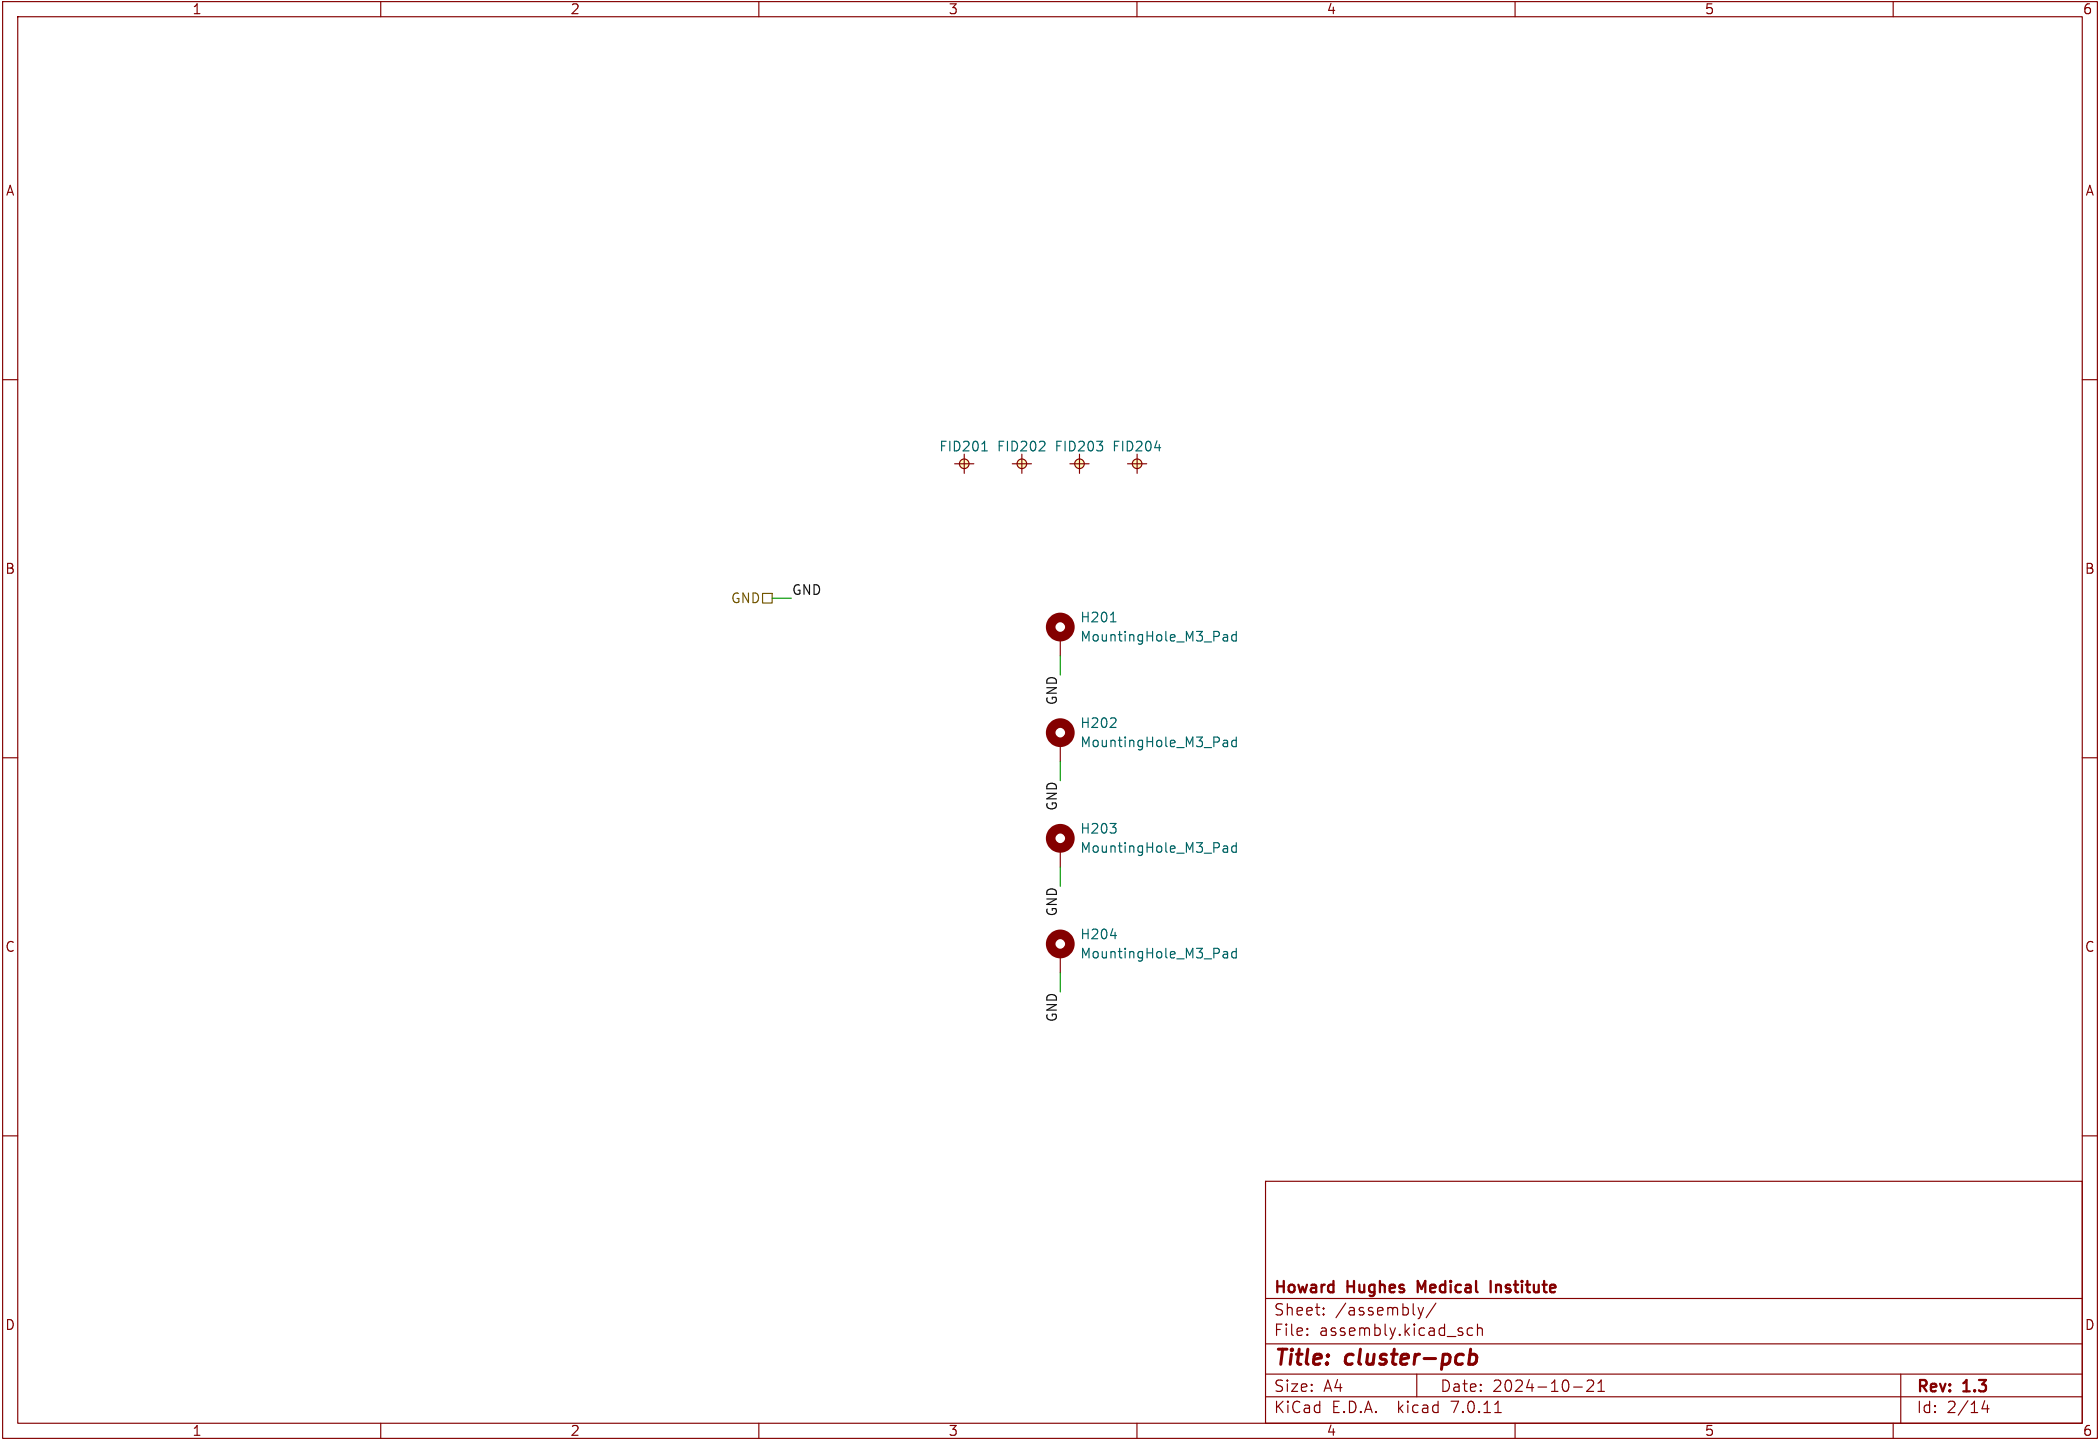 1 2 3 4 5 6
A A
FID201 FID202 FID203 FID204
B B
GND GND
H201
MountingHole_M3_Pad
GND
H202
MountingHole_M3_Pad
GND
H203
MountingHole_M3_Pad
GND
H204
MountingHole_M3_Pad
C C
GND
Howard Hughes Medical Institute
Sheet: /assembly/
File: assembly.kicad_sch
D D
Title: cluster-pcb
Size: A4 Date: 2024-10-21 Rev: 1.3
KiCad E.D.A. kicad 7.0.11 Id: 2/14
1 2 3 4 5 6